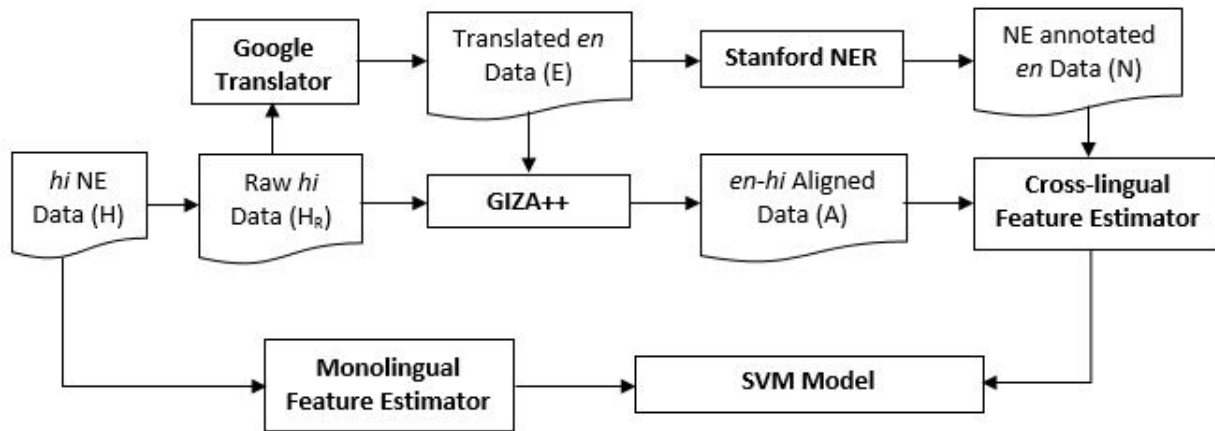 Google
Translator
Translated en
Data (E)
Stanford NER
NE annotated
en Data (N)
hi NE
Data (H)
Raw hi
Data (HR)
GIZA++
en-hi Aligned
Data (A)
Cross-lingual
Feature Estimator
Monolingual
Feature Estimator
SVM Model